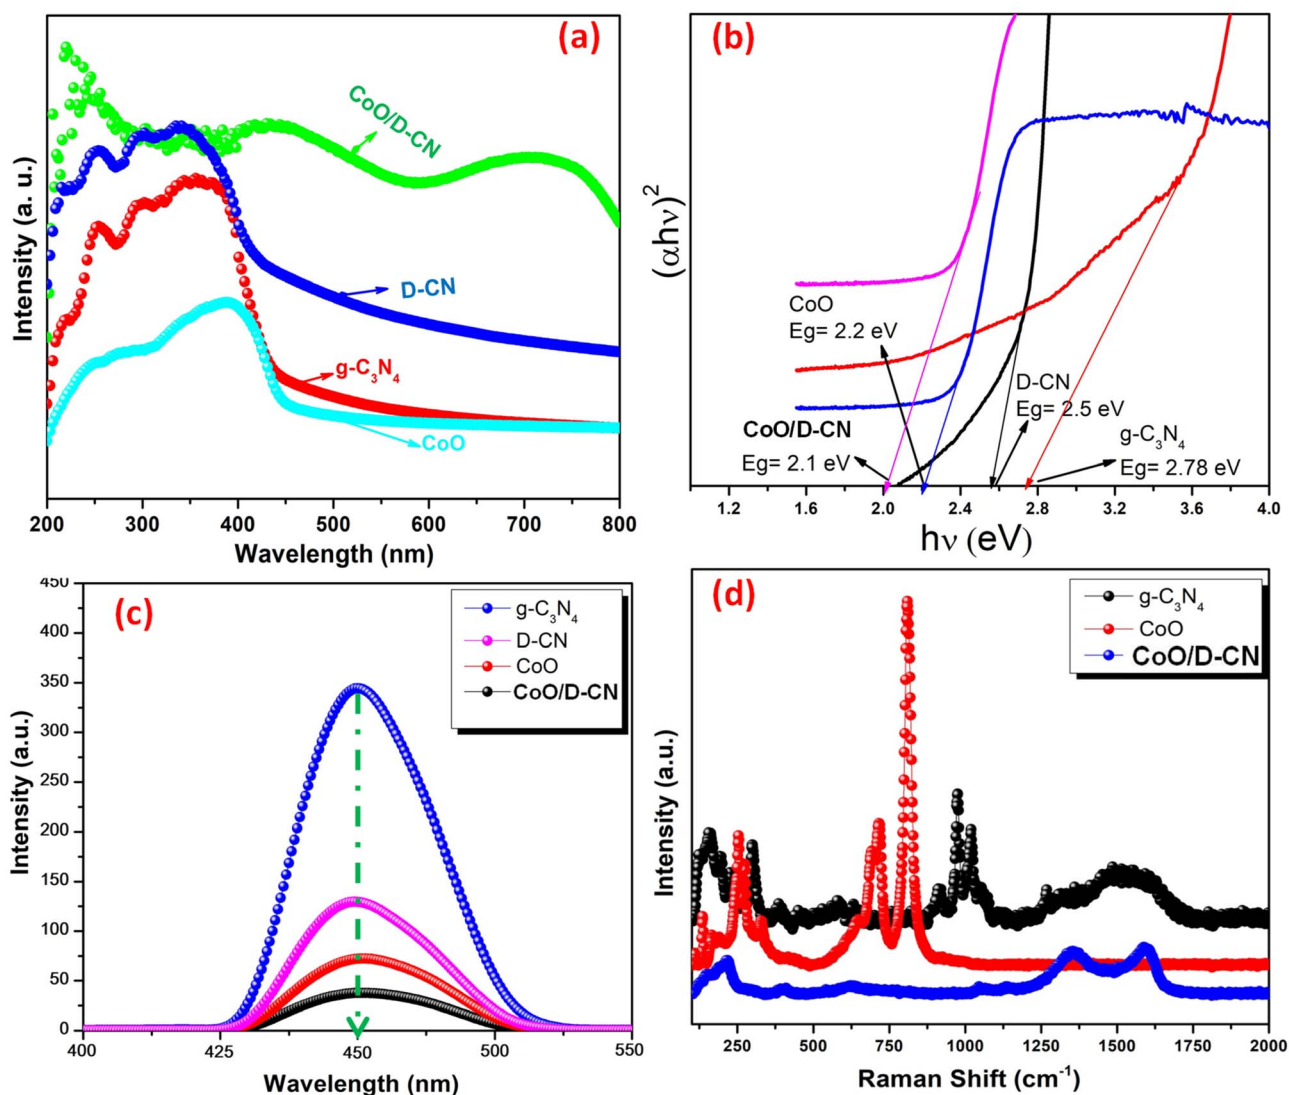 (a)
CoO/D-CN
D-CN
g-C₃N₄
CoO
Intensity (a. u.)
200 300 400 500 600 700 800
Wavelength (nm)
(b)
(αhν)²
CoO
Eg= 2.2 eV
D-CN
Eg= 2.5 eV
CoO/D-CN
Eg= 2.1 eV
g-C₃N₄
Eg= 2.78 eV
1.2 1.6 2.0 2.4 2.8 3.2 3.6 4.0
hν (eV)
(c)
g-C₃N₄
D-CN
CoO
CoO/D-CN
450
400
350
300
250
200
150
100
50
0
Intensity (a.u.)
400 425 450 500 550
Wavelength (nm)
(d)
g-C₃N₄
CoO
CoO/D-CN
Intensity (a.u.)
250 500 750 1000 1250 1500 1750 2000
Raman Shift (cm⁻¹)